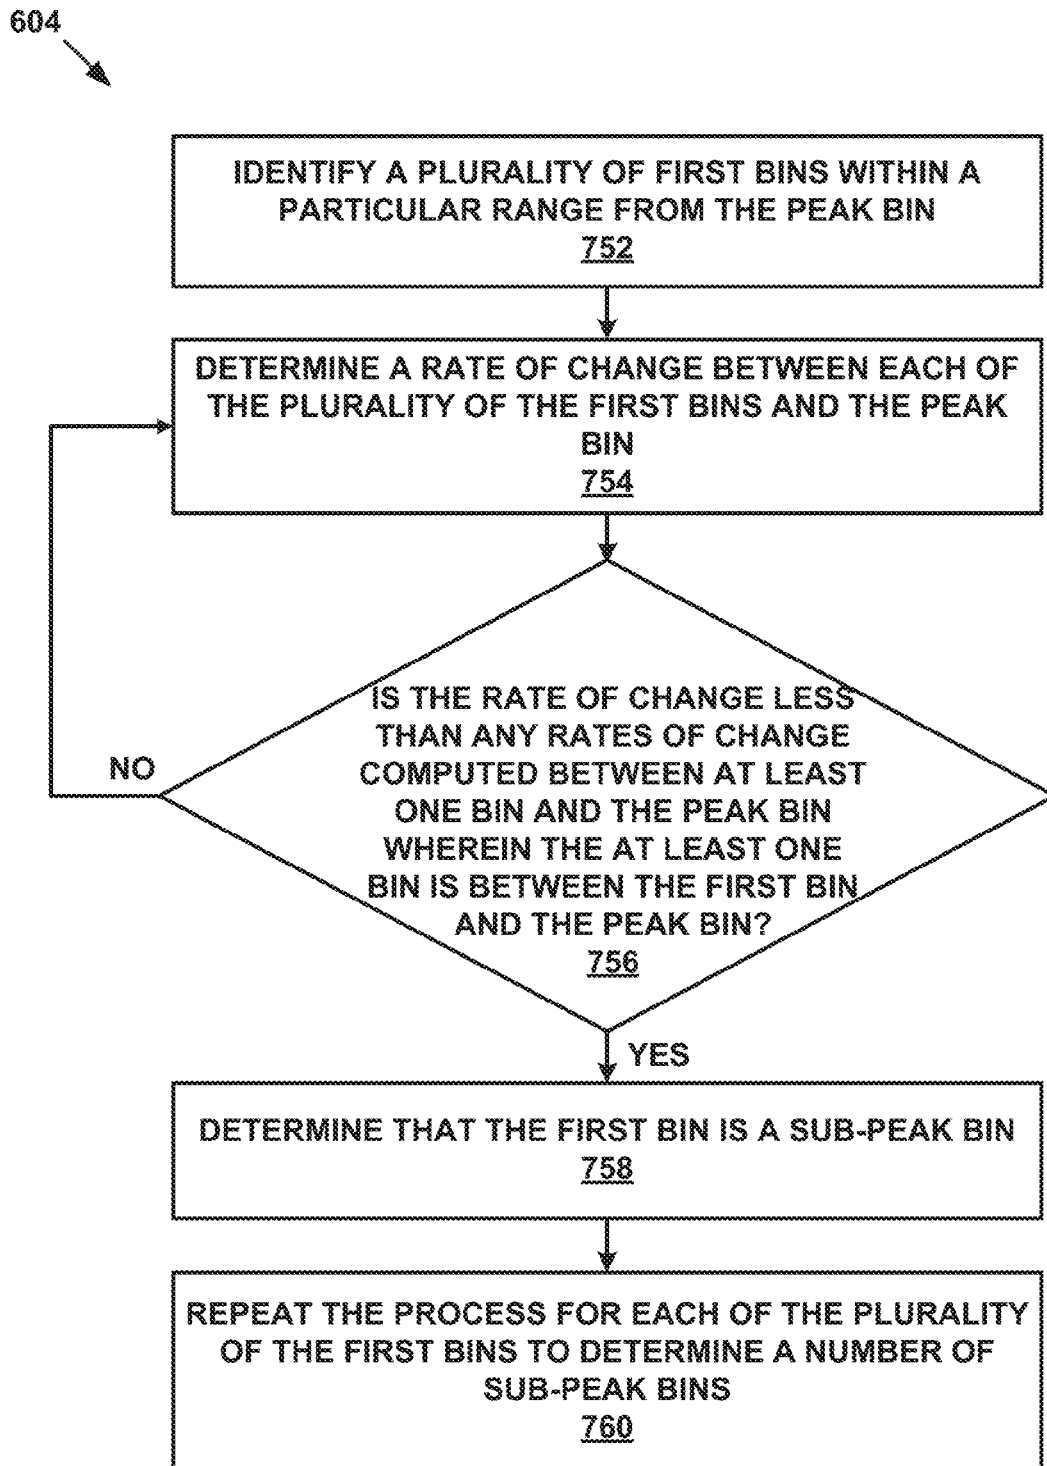 604
IDENTIFY A PLURALITY OF FIRST BINS WITHIN A
PARTICULAR RANGE FROM THE PEAK BIN
752
DETERMINE A RATE OF CHANGE BETWEEN EACH OF
THE PLURALITY OF THE FIRST BINS AND THE PEAK
BIN
754
IS THE RATE OF CHANGE LESS
THAN ANY RATES OF CHANGE
COMPUTED BETWEEN AT LEAST
ONE BIN AND THE PEAK BIN
WHEREIN THE AT LEAST ONE
BIN IS BETWEEN THE FIRST BIN
AND THE PEAK BIN?
756
NO
YES
DETERMINE THAT THE FIRST BIN IS A SUB-PEAK BIN
758
REPEAT THE PROCESS FOR EACH OF THE PLURALITY
OF THE FIRST BINS TO DETERMINE A NUMBER OF
SUB-PEAK BINS
760